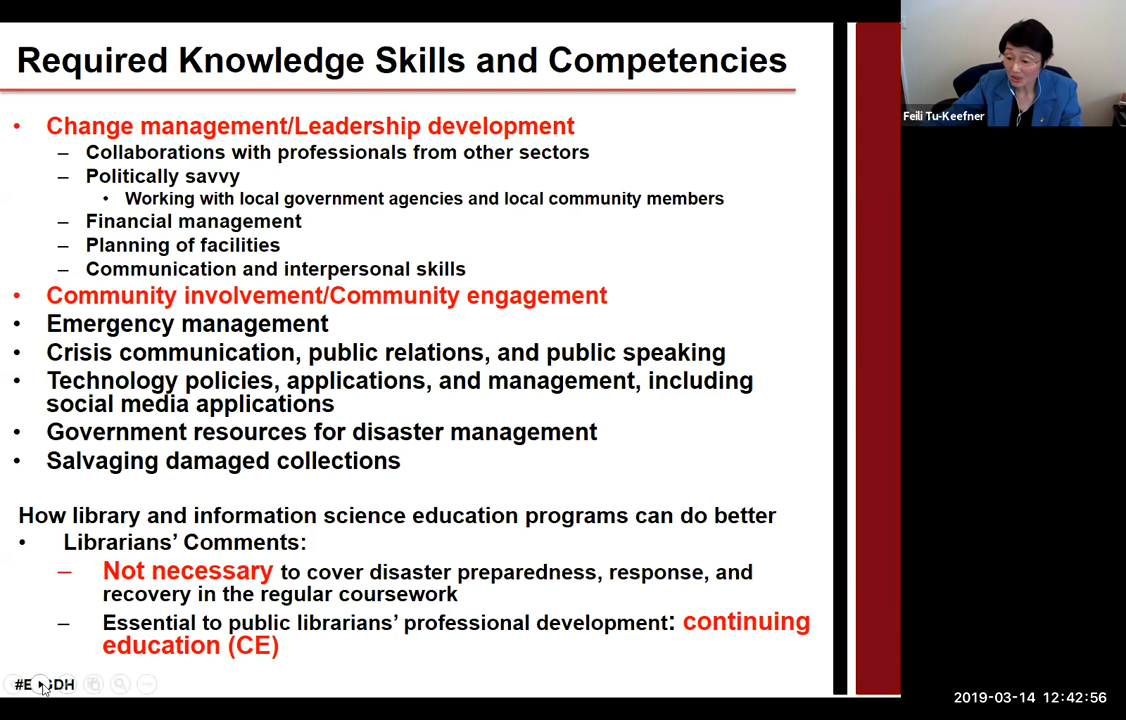 Required Knowledge Skills and Competencies
• Change management/Leadership development
– Collaborations with professionals from other sectors
– Politically savvy
• Working with local government agencies and local community members
– Financial management
– Planning of facilities
– Communication and interpersonal skills
• Community involvement/Community engagement
• Emergency management
• Crisis communication, public relations, and public speaking
• Technology policies, applications, and management, including
social media applications
• Government resources for disaster management
• Salvaging damaged collections
How library and information science education programs can do better
• Librarians’ Comments:
– Not necessary to cover disaster preparedness, response, and
recovery in the regular coursework
– Essential to public librarians’ professional development: continuing
education (CE)
Feili Tu-Keefner
2019-03-14 12:42:56